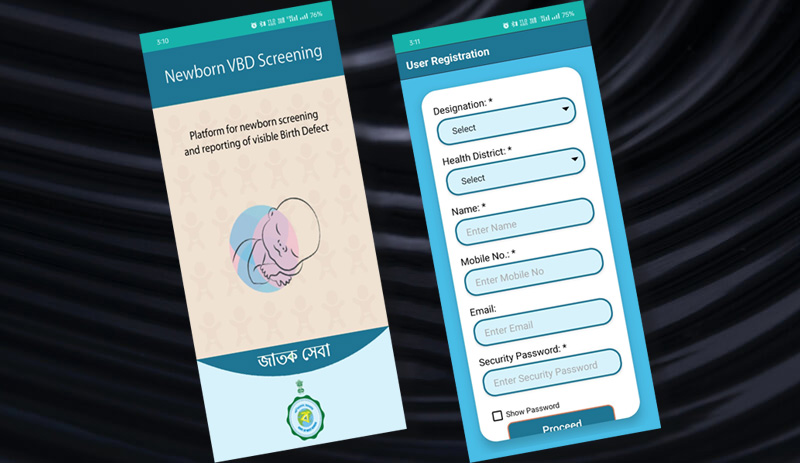 3:10
76%
Newborn VBD Screening
Platform for newborn screening
and reporting of visible Birth Defect
জাতক সেবা
3:11
75%
User Registration
Designation: *
Select
Health District: *
Select
Name: *
Enter Name
Mobile No.: *
Enter Mobile No
Email:
Enter Email
Security Password: *
Enter Security Password
Show Password
Proceed